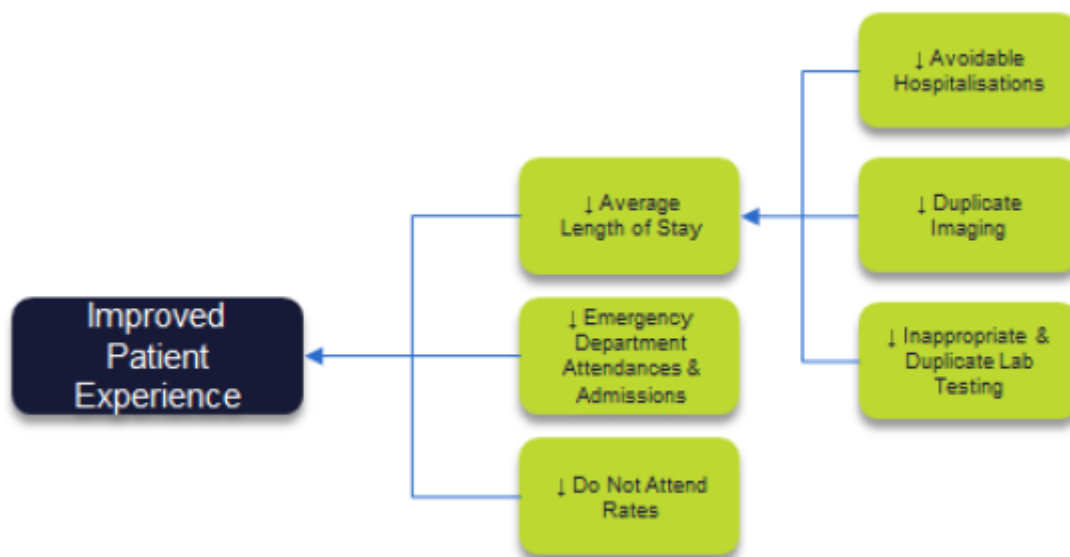 ↓ Avoidable
Hospitalisations
↓ Average
Length of Stay
↓ Duplicate
Imaging
Improved
Patient
Experience
↓ Emergency
Department
Attendances &
Admissions
↓ Inappropriate &
Duplicate Lab
Testing
↓ Do Not Attend
Rates